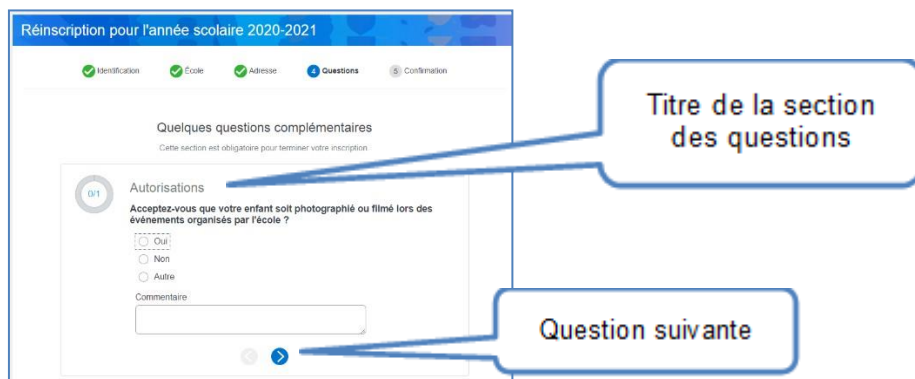 Réinscription pour l'année scolaire 2020-2021
Identification
École
Adresse
4 Questions
5 Confirmation
Quelques questions complémentaires
Cette section est obligatoire pour terminer votre inscription
0/1
Autorisations
Acceptez-vous que votre enfant soit photographié ou filmé lors des
événements organisés par l'école ?
Oui
Non
Autre
Commentaire
Titre de la section
des questions
Question suivante